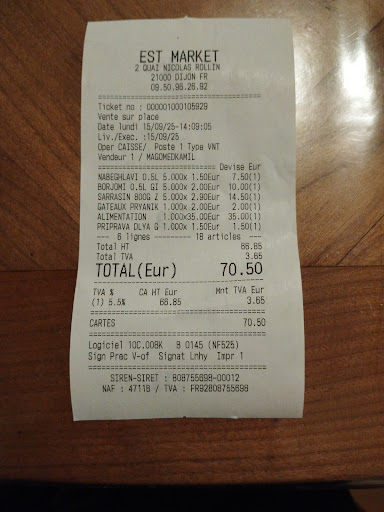 EST MARKET
2 QUAI NICOLAS ROLLIN
21000 DIJON FR
09.50.96.26.92
Ticket no : 000001000105929
Vente sur place
Date lundi 15/09/25-14:09:05
Liv./Exec. :15/09/25
Oper CAISSE/ Poste 1 Type VNT
Vendeur 1 / MAGOMEDKAMIL
Devise Eur
NABEGHLAVI 0.5L 5.000x 1.50Eur 7.50(1)
BORJOMI 0.5L GI 5.000x 2.00Eur 10.00(1)
SARRASIN 800G Z 5.000x 2.90Eur 14.50(1)
GATEAUX PRYANIK 1.000x 2.00Eur 2.00(1)
ALIMENTATION 1.000x35.00Eur 35.00(1)
PRIPRAVA DLYA G 1.000x 1.50Eur 1.50(1)
---- 6 lignes ---------- 18 articles ----
Total HT 66.85
Total TVA 3.65
TOTAL(Eur) 70.50
TVA % CA HT Eur Mnt TVA Eur
(1) 5.5% 66.85 3.65
CARTES 70.50
Logiciel 10C.008K B 0145 (NF525)
Sign Prec V-of Signat Lnhy Impr 1
SIREN-SIRET : 808755698-00012
NAF : 4711B / TVA : FR92808755698